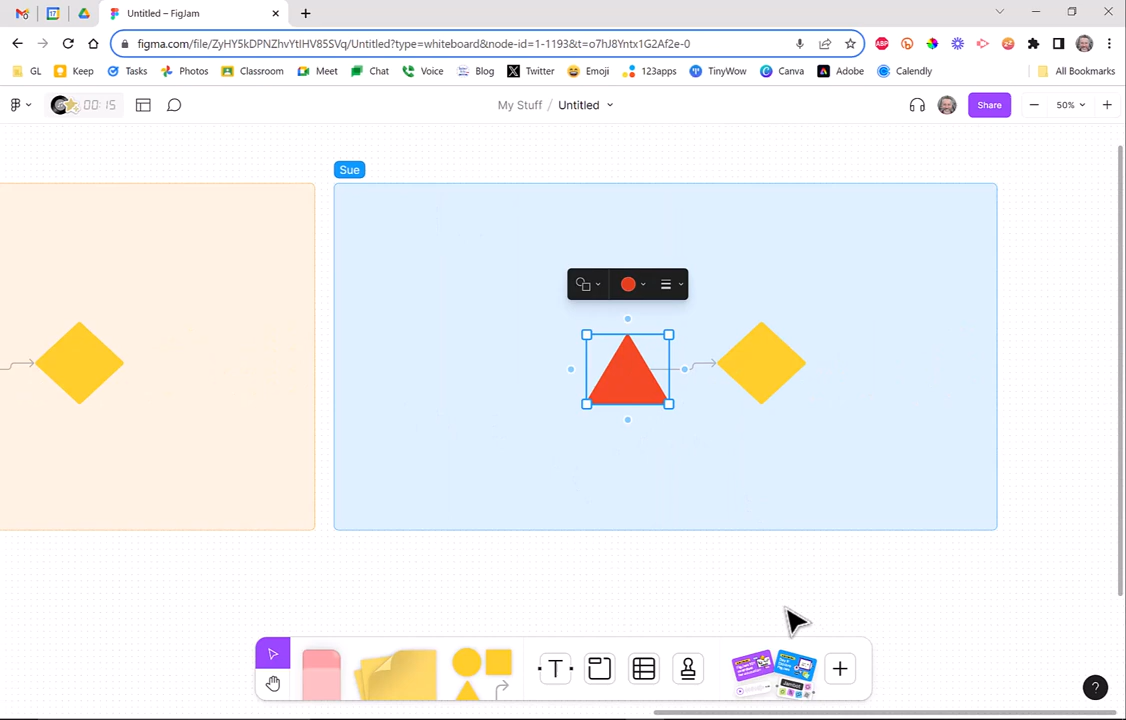 Untitled – FigJam
figma.com/file/ZyHY5kDPNZhvYtIHV85SVq/Untitled?type=whiteboard&node-id=1-1193&t=o7hJ8Yntx1G2Af2e-0
GL Keep Tasks Photos Classroom Meet Chat Voice Blog Twitter Emoji 123apps TinyWow Canva Adobe Calendly All Bookmarks
00:15 My Stuff / Untitled Share 50%
Sue
T
?